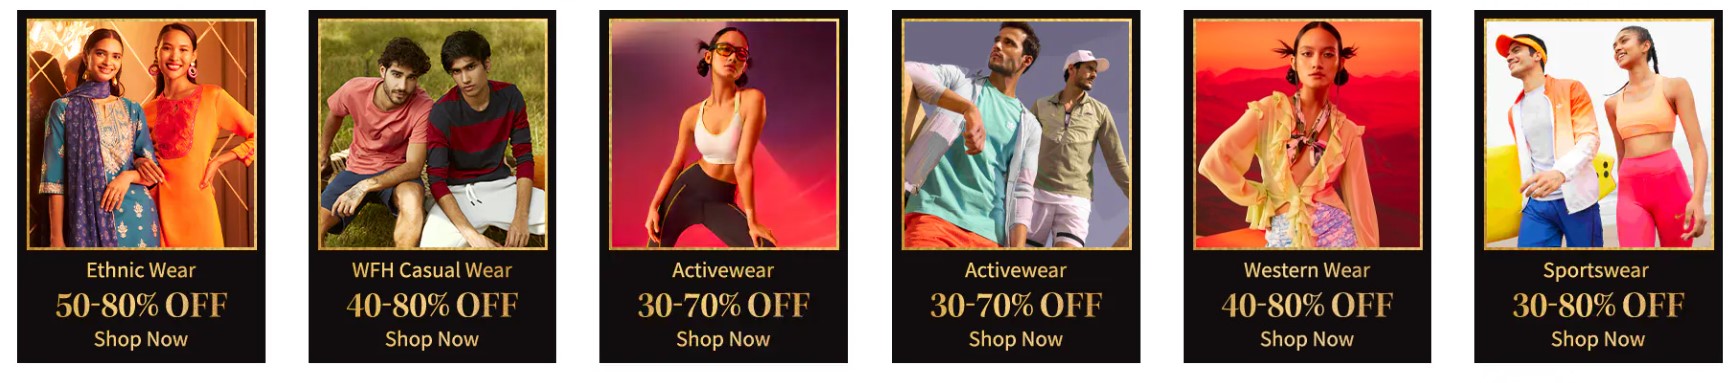 Ethnic Wear
50-80% OFF
Shop Now
WFH Casual Wear
40-80% OFF
Shop Now
Activewear
30-70% OFF
Shop Now
Activewear
30-70% OFF
Shop Now
Western Wear
40-80% OFF
Shop Now
Sportswear
30-80% OFF
Shop Now